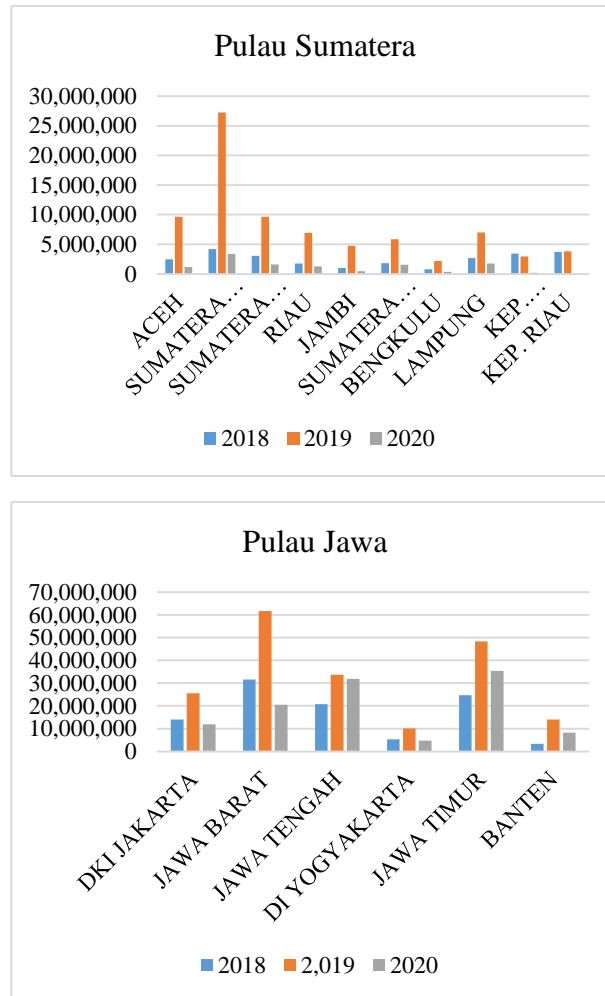 Pulau Sumatera
30,000,000
25,000,000
20,000,000
15,000,000
10,000,000
5,000,000
0
ACEH
SUMATERA…
SUMATERA…
RIAU
JAMBI
SUMATERA…
BENGKULU
LAMPUNG
KEP.…
KEP. RIAU
2018 2019 2020
Pulau Jawa
70,000,000
60,000,000
50,000,000
40,000,000
30,000,000
20,000,000
10,000,000
0
DKI JAKARTA
JAWA BARAT
JAWA TENGAH
DI YOGYAKARTA
JAWA TIMUR
BANTEN
2018 2,019 2020